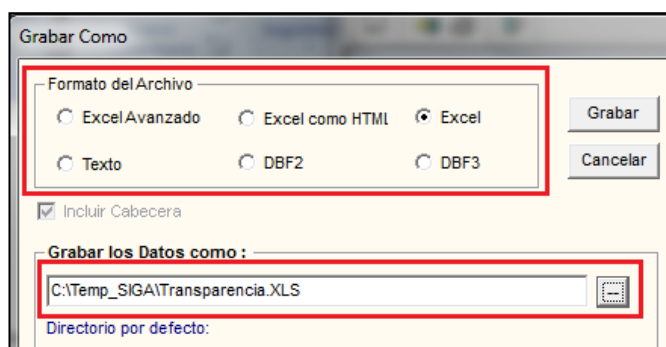 Grabar Como
Formato del Archivo
Excel Avanzado Excel como HTML Excel
Texto DBF2 DBF3
Grabar
Cancelar
Incluir Cabecera
Grabar los Datos como :
C:\Temp_SIGA\Transparencia.XLS
Directorio por defecto: